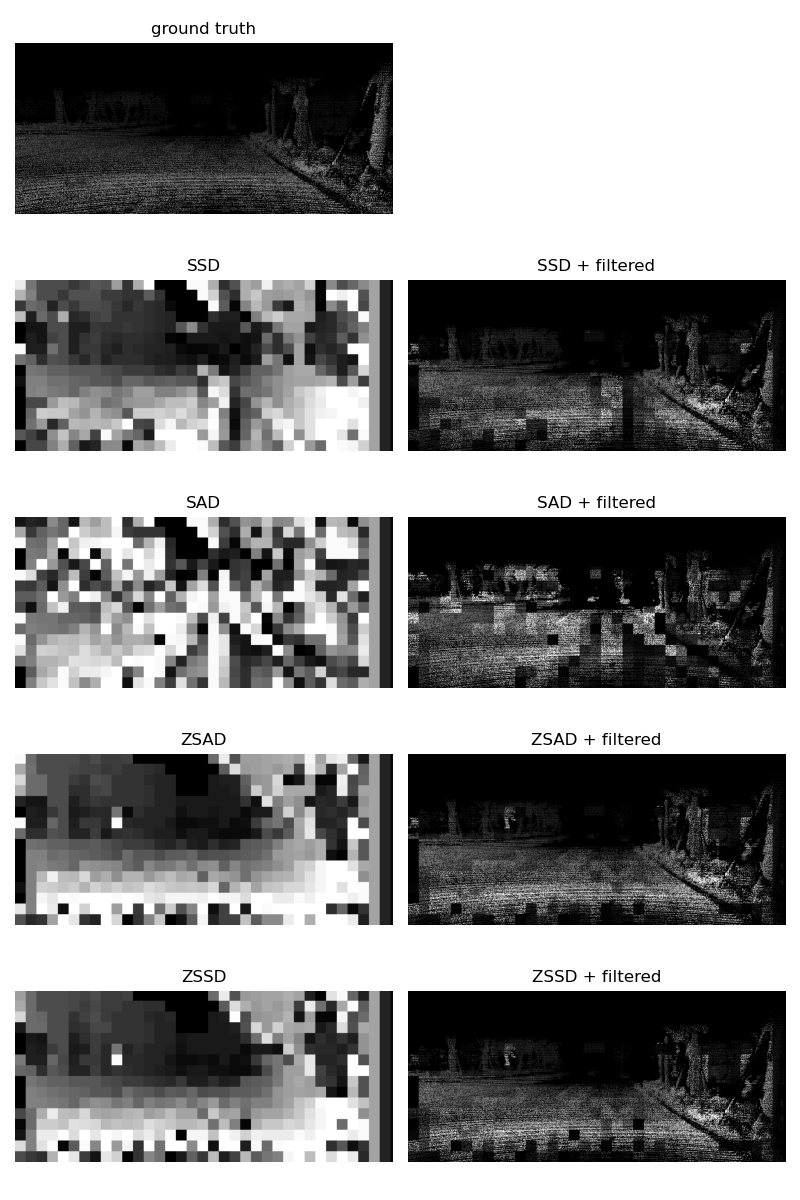 ground truth
SSD
SSD + filtered
SAD
SAD + filtered
ZSAD
ZSAD + filtered
ZSSD
ZSSD + filtered